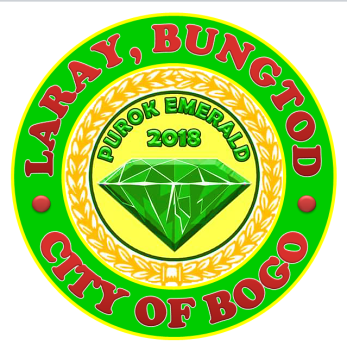 LARAY, BUNGTOD
PUROK EMERALD
2018
CITY OF BOGO